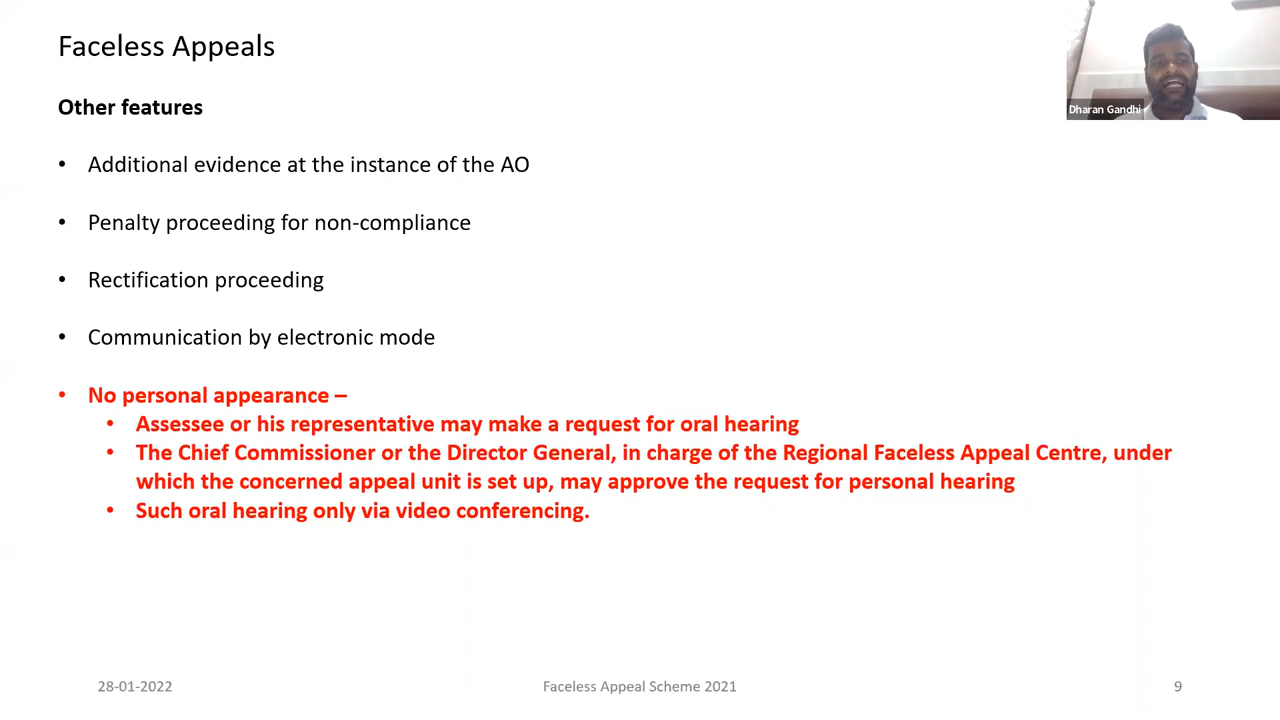 Faceless Appeals
Dharan Gandhi
Other features
• Additional evidence at the instance of the AO
• Penalty proceeding for non-compliance
• Rectification proceeding
• Communication by electronic mode
• No personal appearance –
• Assessee or his representative may make a request for oral hearing
• The Chief Commissioner or the Director General, in charge of the Regional Faceless Appeal Centre, under
which the concerned appeal unit is set up, may approve the request for personal hearing
• Such oral hearing only via video conferencing.
28-01-2022
Faceless Appeal Scheme 2021
9